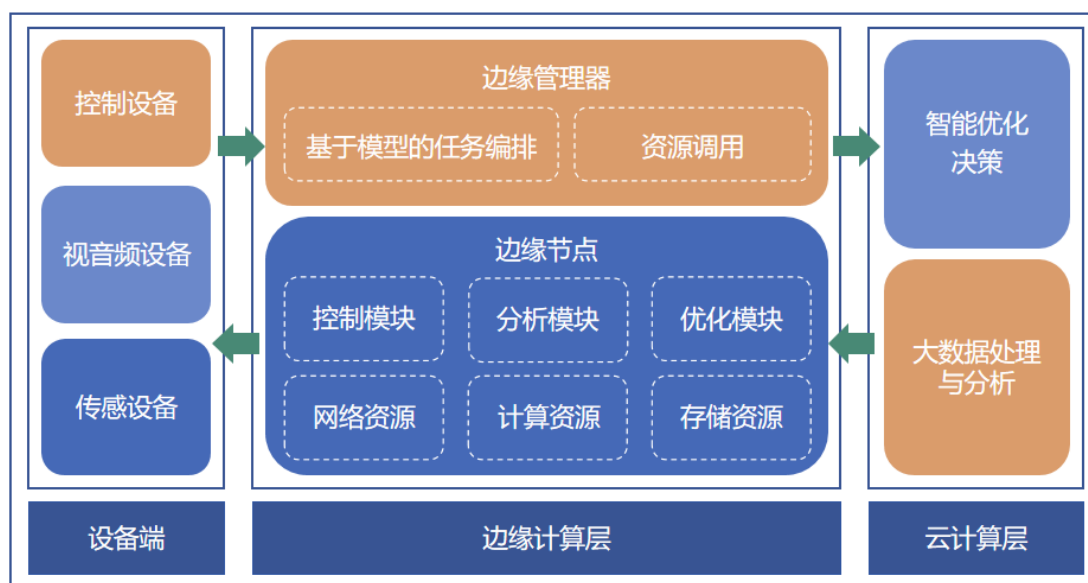 控制设备
视音频设备
传感设备
设备端
边缘管理器
基于模型的任务编排
资源调用
边缘节点
控制模块
分析模块
优化模块
网络资源
计算资源
存储资源
边缘计算层
智能优化
决策
大数据处理
与分析
云计算层